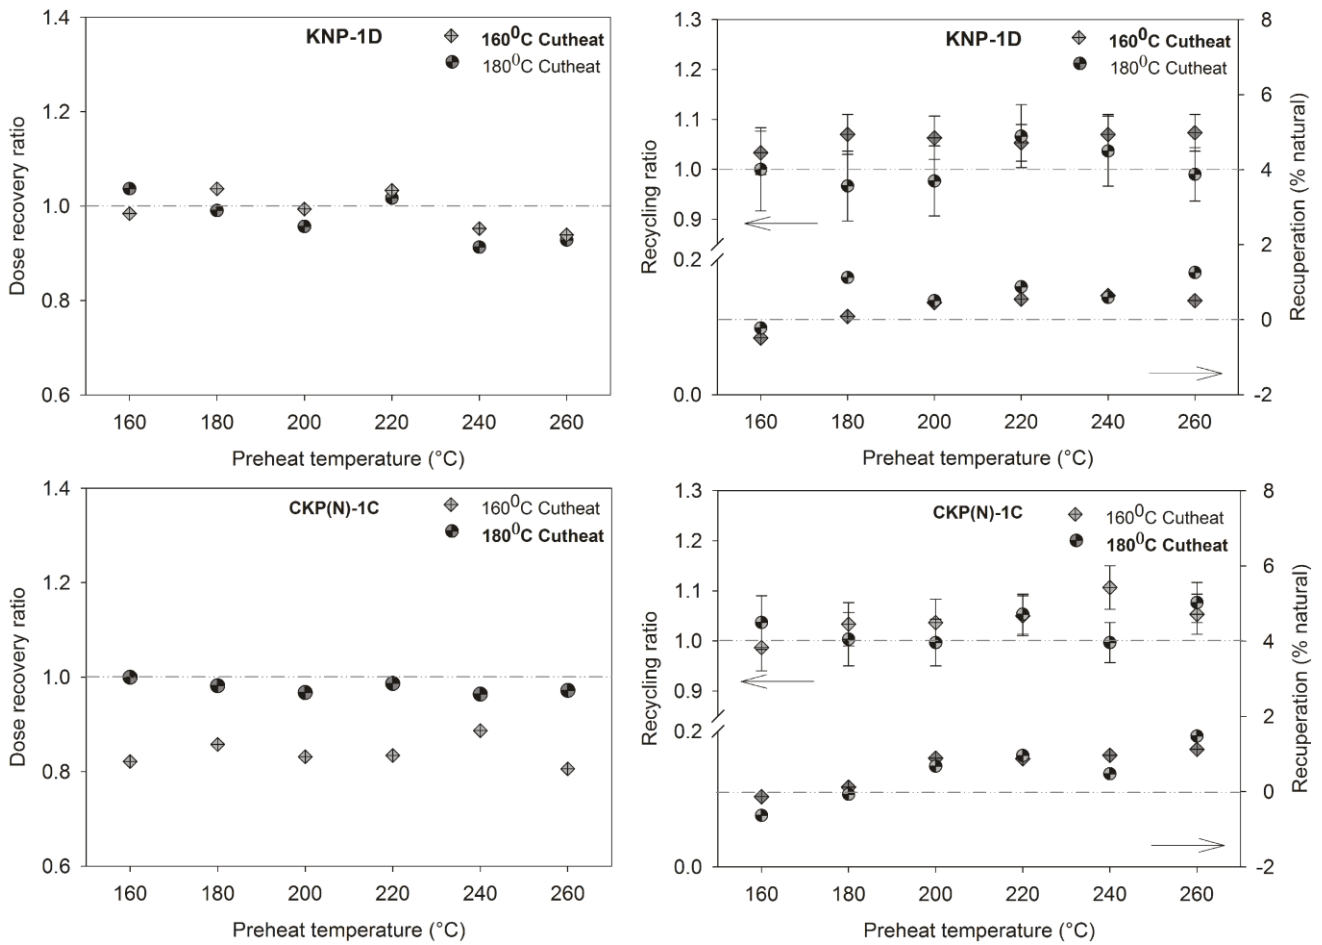 KNP-1D
160⁰C Cutheat
180⁰C Cutheat
1.4
1.2
1.0
0.8
0.6
Dose recovery ratio
160 180 200 220 240 260
Preheat temperature (°C)
KNP-1D
160⁰C Cutheat
180⁰C Cutheat
1.3
1.2
1.1
1.0
0.9
0.2
0.0
Recycling ratio
8
6
4
2
0
-2
Recuperation (% natural)
160 180 200 220 240 260
Preheat temperature (°C)
CKP(N)-1C
160⁰C Cutheat
180⁰C Cutheat
1.4
1.2
1.0
0.8
0.6
Dose recovery ratio
160 180 200 220 240 260
Preheat temperature (°C)
CKP(N)-1C
160⁰C Cutheat
180⁰C Cutheat
1.3
1.2
1.1
1.0
0.9
0.2
0.0
Recycling ratio
8
6
4
2
0
-2
Recuperation (% natural)
160 180 200 220 240 260
Preheat temperature (°C)